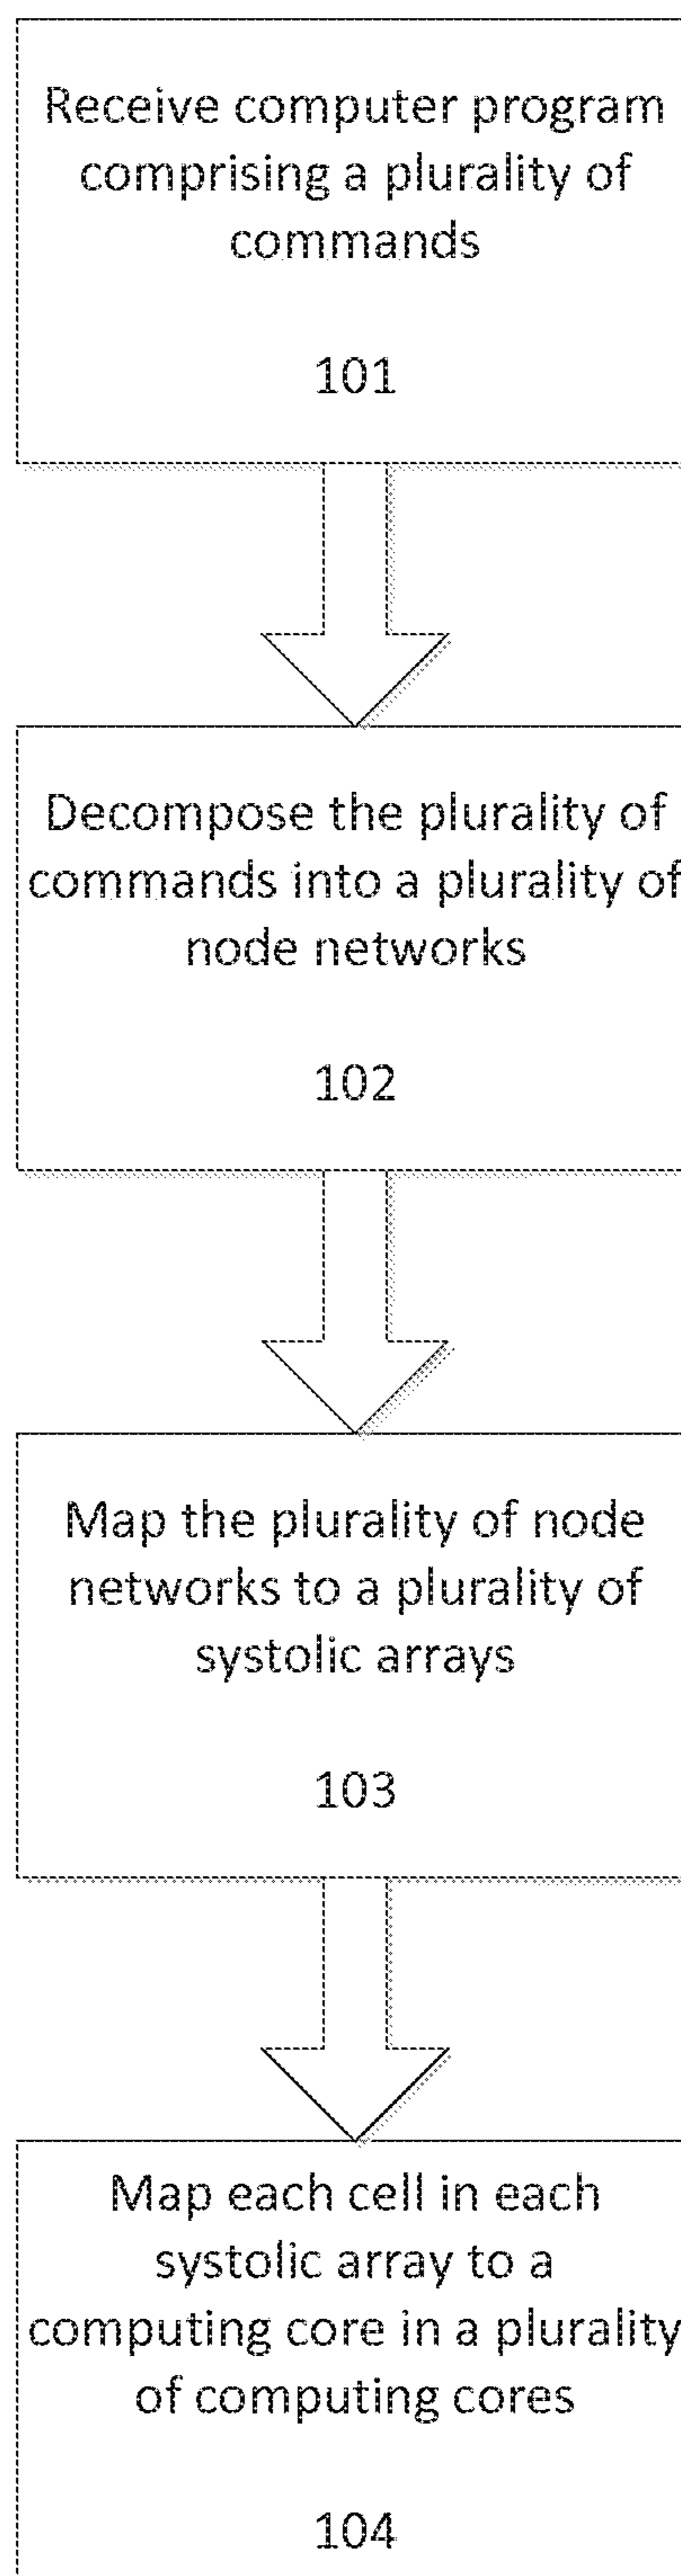 Receive computer program
comprising a plurality of
commands
101
Decompose the plurality of
commands into a plurality of
node networks
102
Map the plurality of node
networks to a plurality of
systolic arrays
103
Map each cell in each
systolic array to a
computing core in a plurality
of computing cores
104